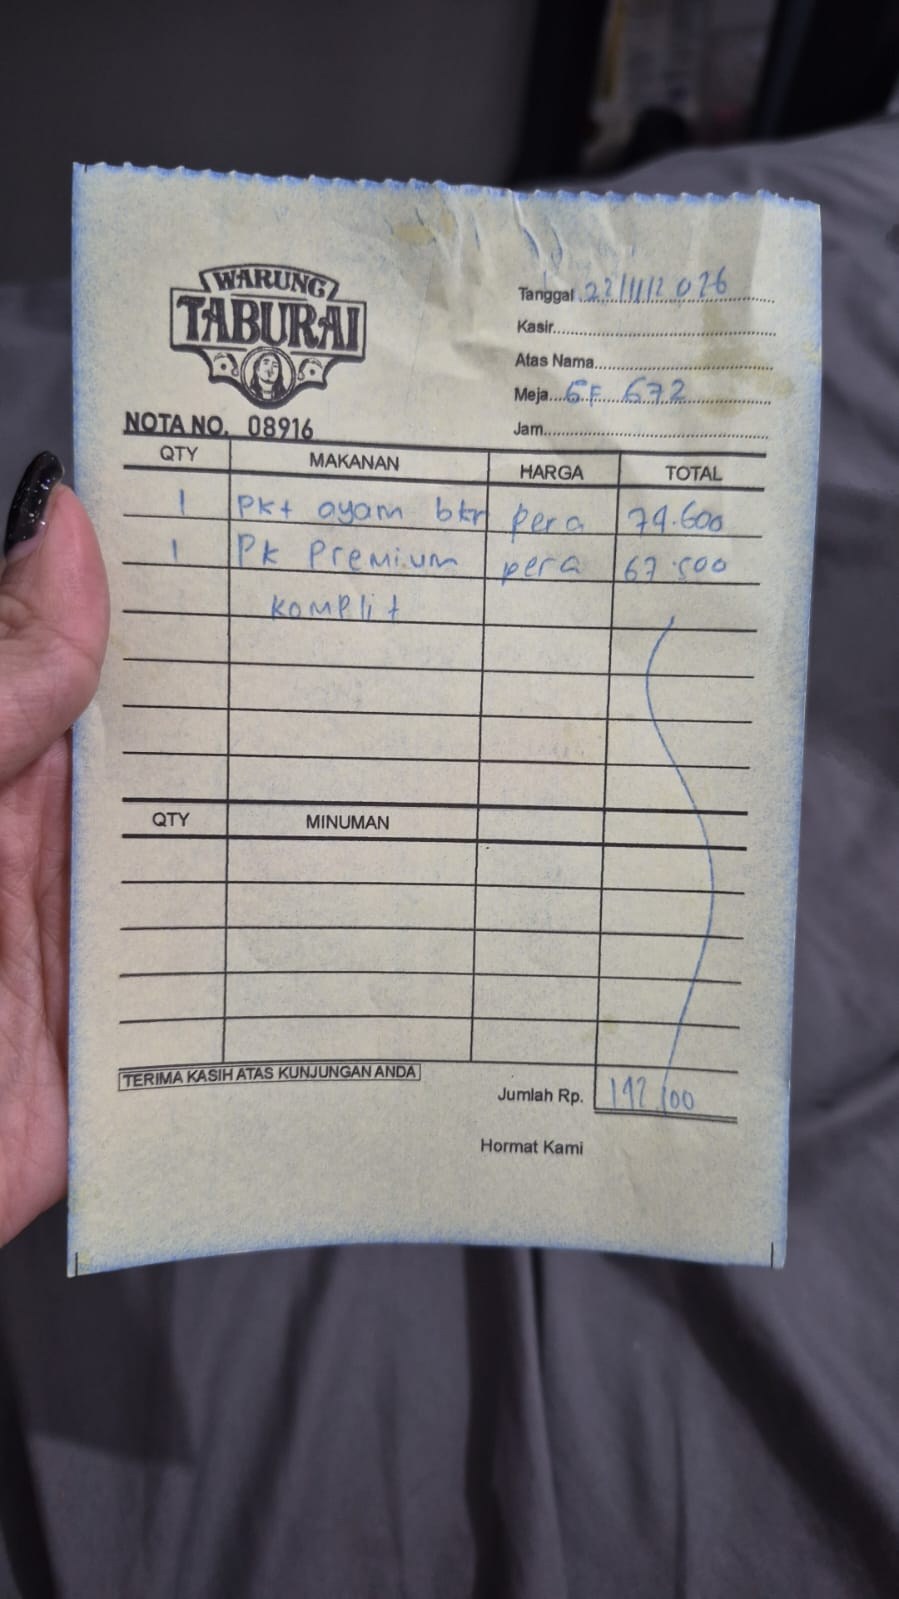 WARUNG
TABURAI
Tanggal 22/1/2026
Kasir
Atas Nama
Meja GF 672
NOTA NO. 08916
Jam
QTY MAKANAN HARGA TOTAL
1 Pkt ayam bkr pera 74.600
1 Pk Premium pera 67.500
komplit
QTY MINUMAN
TERIMA KASIH ATAS KUNJUNGAN ANDA
Jumlah Rp. 142.100
Hormat Kami